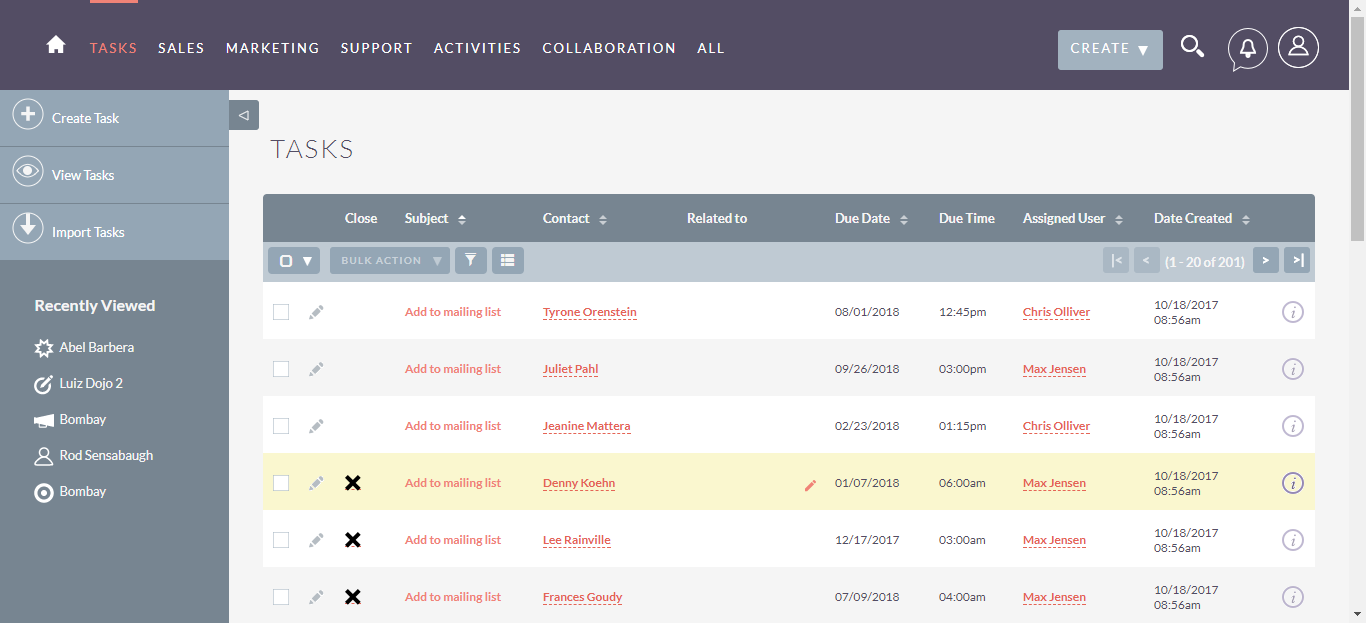 TASKS SALES MARKETING SUPPORT ACTIVITIES COLLABORATION ALL CREATE
Create Task
View Tasks
Import Tasks
Recently Viewed
Abel Barbera
Luiz Dojo 2
Bombay
Rod Sensabaugh
Bombay
TASKS
Close Subject Contact Related to Due Date Due Time Assigned User Date Created
BULK ACTION (1 - 20 of 201)
Add to mailing list Tyrone Orenstein 08/01/2018 12:45pm Chris Olliver 10/18/2017
08:56am
Add to mailing list Juliet Pahl 09/26/2018 03:00pm Max Jensen 10/18/2017
08:56am
Add to mailing list Jeanine Mattera 02/23/2018 01:15pm Chris Olliver 10/18/2017
08:56am
Add to mailing list Denny Koehn 01/07/2018 06:00am Max Jensen 10/18/2017
08:56am
Add to mailing list Lee Rainville 12/17/2017 03:00am Max Jensen 10/18/2017
08:56am
Add to mailing list Frances Goudy 07/09/2018 04:00am Max Jensen 10/18/2017
08:56am